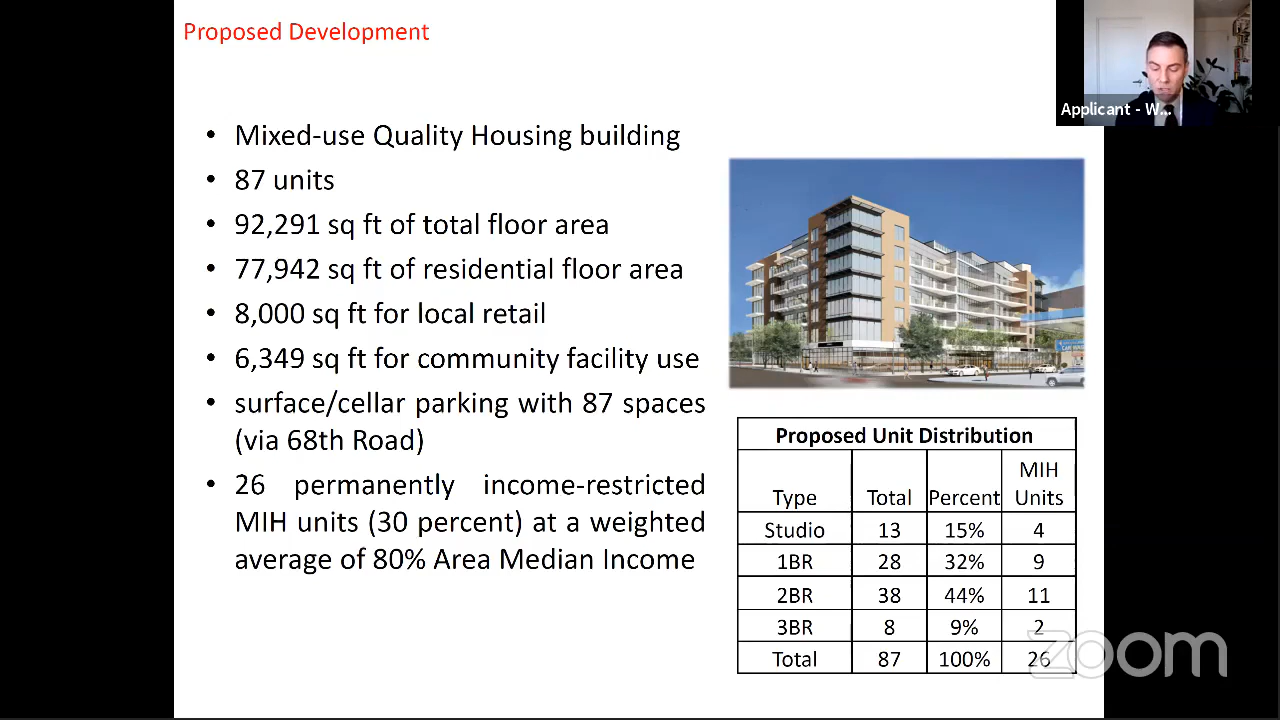 Proposed Development
Applicant - W...
• Mixed-use Quality Housing building
• 87 units
• 92,291 sq ft of total floor area
• 77,942 sq ft of residential floor area
• 8,000 sq ft for local retail
• 6,349 sq ft for community facility use
• surface/cellar parking with 87 spaces
(via 68th Road)
• 26 permanently income-restricted
MIH units (30 percent) at a weighted
average of 80% Area Median Income
Proposed Unit Distribution
Type Total Percent MIH Units
Studio 13 15% 4
1BR 28 32% 9
2BR 38 44% 11
3BR 8 9% 2
Total 87 100% 26
zoom